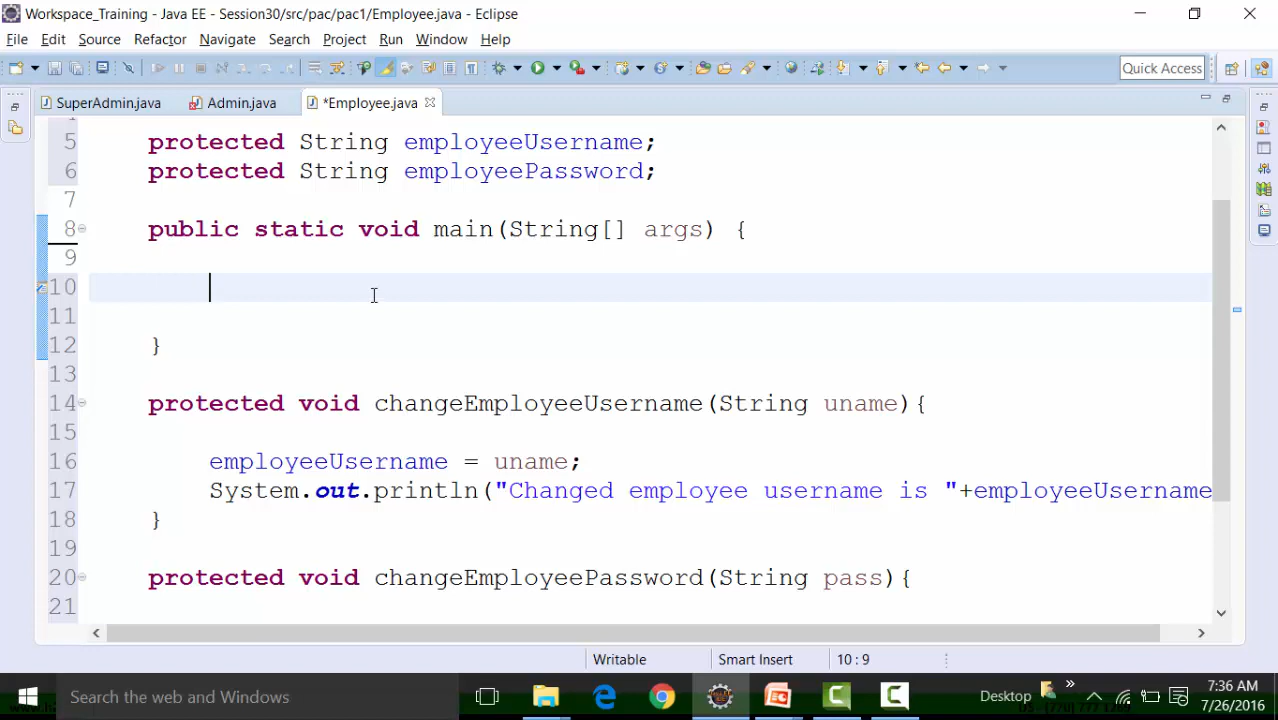 Workspace_Training - Java EE - Session30/src/pac/pac1/Employee.java - Eclipse
File Edit Source Refactor Navigate Search Project Run Window Help
Quick Access
SuperAdmin.java Admin.java *Employee.java
5 protected String employeeUsername;
6 protected String employeePassword;
7
8 public static void main(String[] args) {
9
10
11
12 }
13
14 protected void changeEmployeeUsername(String uname){
15
16 employeeUsername = uname;
17 System.out.println("Changed employee username is "+employeeUsername
18 }
19
20 protected void changeEmployeePassword(String pass){
21
Writable Smart Insert 10 : 9
Search the web and Windows
Desktop
7:36 AM
7/26/2016